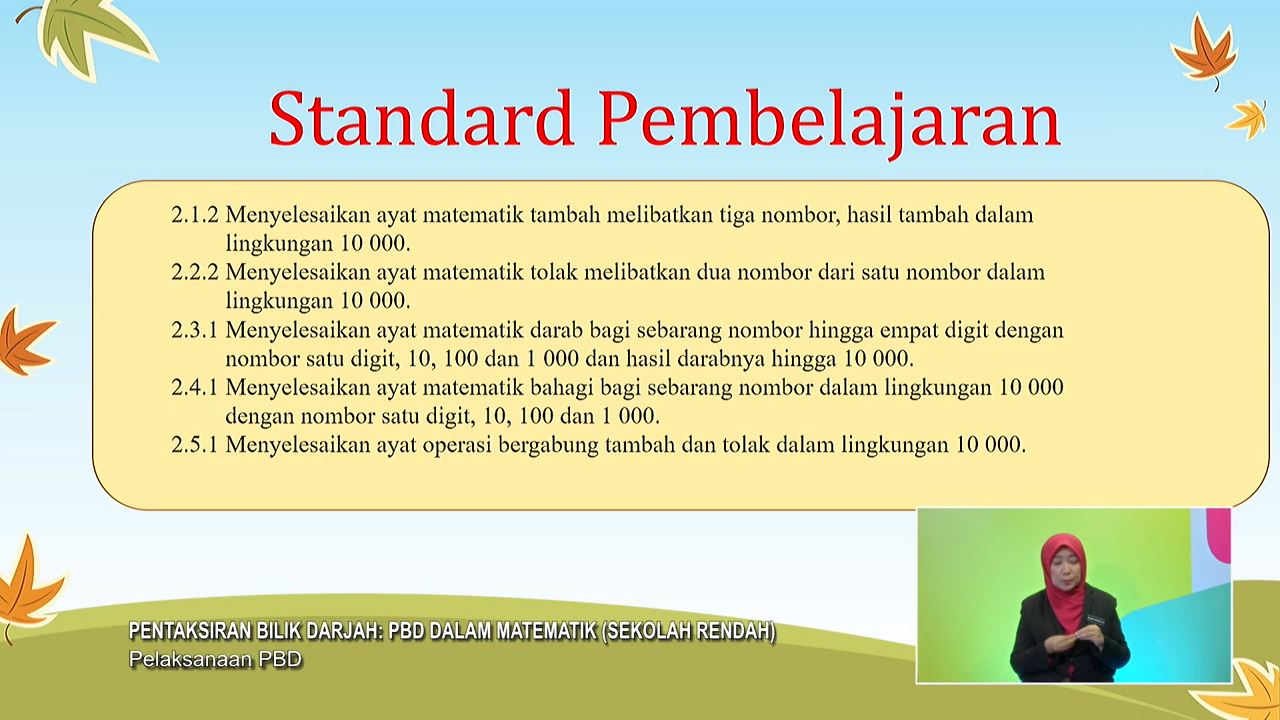 Standard Pembelajaran
2.1.2 Menyelesaikan ayat matematik tambah melibatkan tiga nombor, hasil tambah dalam
lingkungan 10 000.
2.2.2 Menyelesaikan ayat matematik tolak melibatkan dua nombor dari satu nombor dalam
lingkungan 10 000.
2.3.1 Menyelesaikan ayat matematik darab bagi sebarang nombor hingga empat digit dengan
nombor satu digit, 10, 100 dan 1 000 dan hasil darabnya hingga 10 000.
2.4.1 Menyelesaikan ayat matematik bahagi bagi sebarang nombor dalam lingkungan 10 000
dengan nombor satu digit, 10, 100 dan 1 000.
2.5.1 Menyelesaikan ayat operasi bergabung tambah dan tolak dalam lingkungan 10 000.
PENTAKSIRAN BILIK DARJAH: PBD DALAM MATEMATIK (SEKOLAH RENDAH)
Pelaksanaan PBD